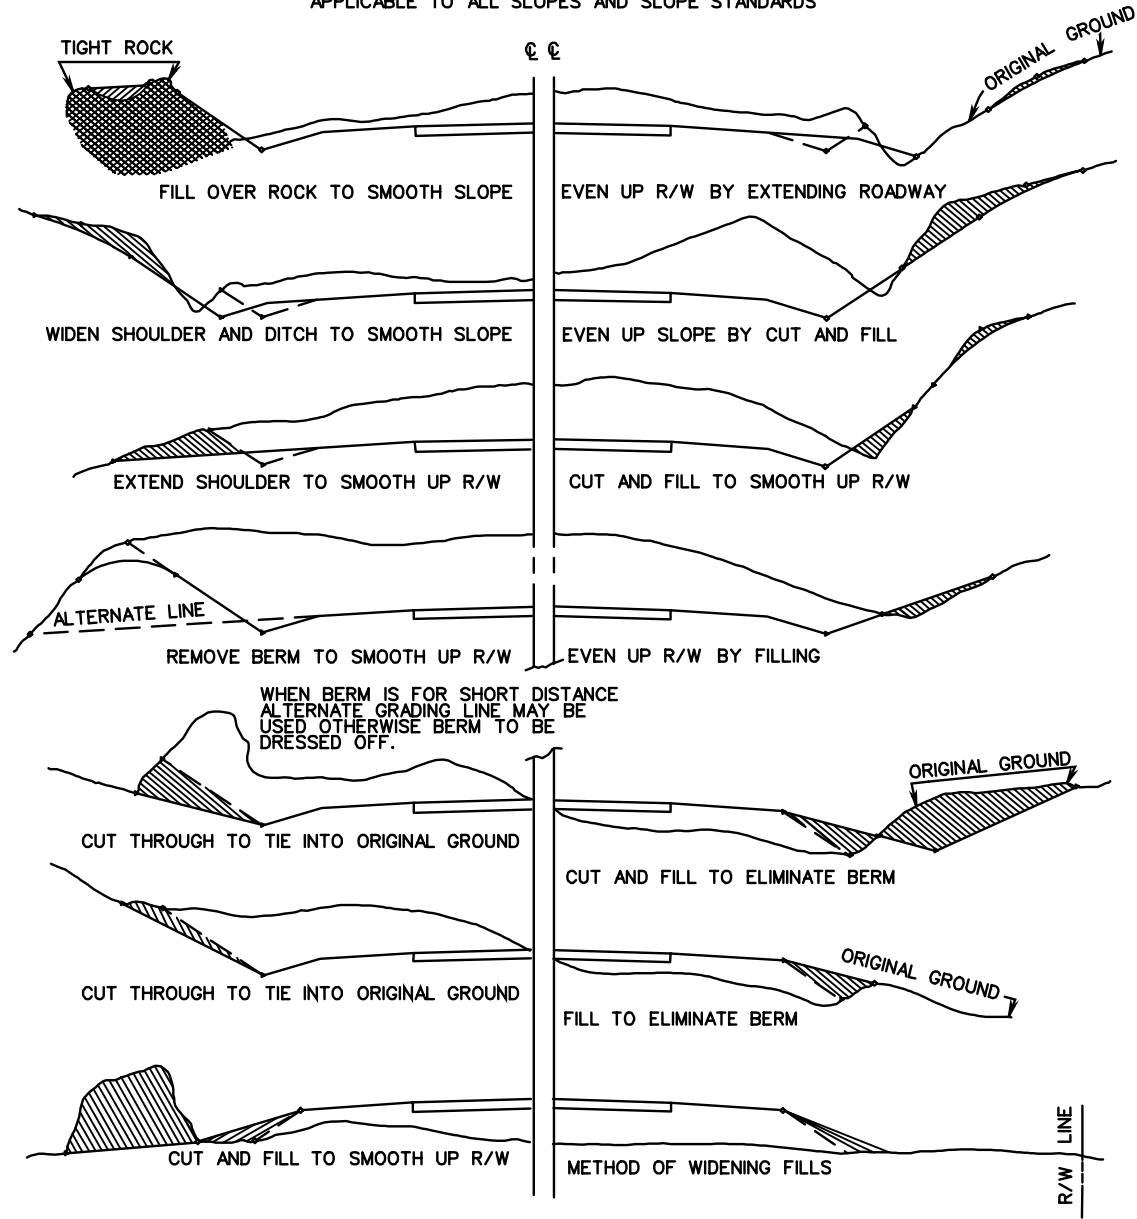 APPLICABLE TO ALL SLOPES AND SLOPE STANDARDS
℄ ℄
TIGHT ROCK
ORIGINAL GROUND
FILL OVER ROCK TO SMOOTH SLOPE
EVEN UP R/W BY EXTENDING ROADWAY
WIDEN SHOULDER AND DITCH TO SMOOTH SLOPE
EVEN UP SLOPE BY CUT AND FILL
EXTEND SHOULDER TO SMOOTH UP R/W
CUT AND FILL TO SMOOTH UP R/W
ALTERNATE LINE
REMOVE BERM TO SMOOTH UP R/W
EVEN UP R/W BY FILLING
WHEN BERM IS FOR SHORT DISTANCE
ALTERNATE GRADING LINE MAY BE
USED OTHERWISE BERM TO BE
DRESSED OFF.
ORIGINAL GROUND
CUT THROUGH TO TIE INTO ORIGINAL GROUND
CUT AND FILL TO ELIMINATE BERM
ORIGINAL GROUND
CUT THROUGH TO TIE INTO ORIGINAL GROUND
FILL TO ELIMINATE BERM
CUT AND FILL TO SMOOTH UP R/W
METHOD OF WIDENING FILLS
R/W LINE